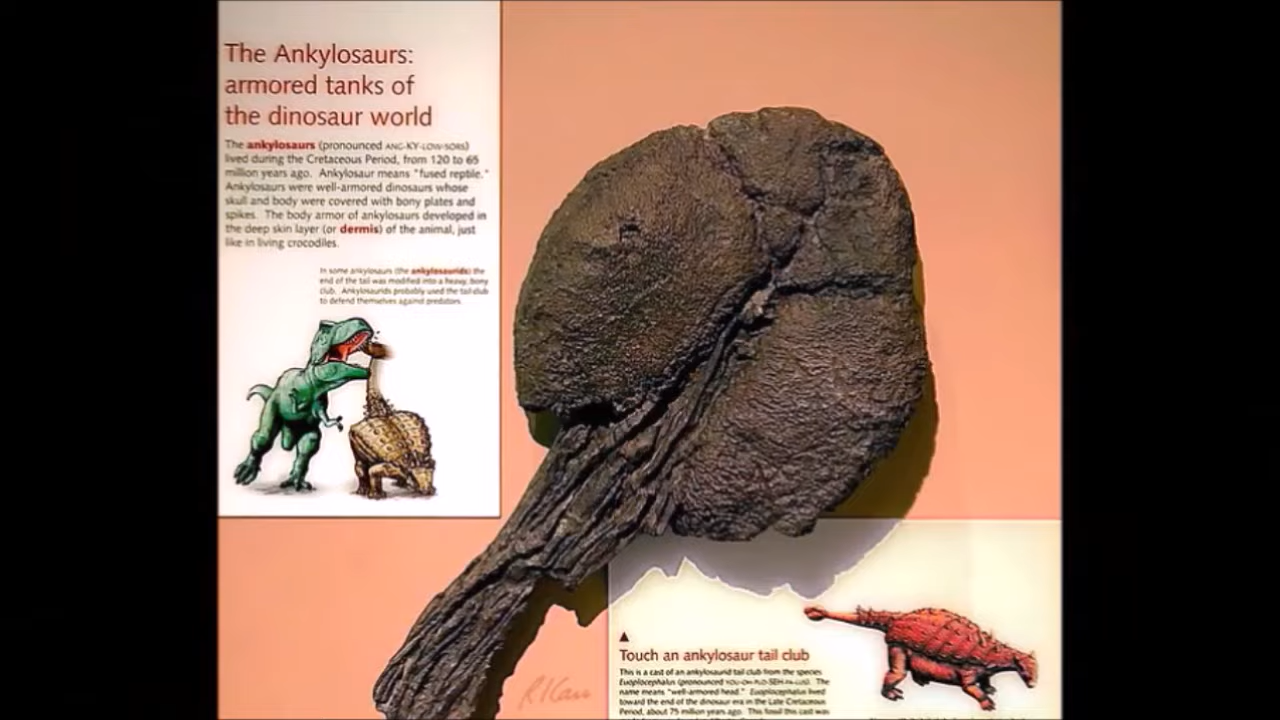 The Ankylosaurs:
armored tanks of
the dinosaur world
The ankylosaurs (pronounced ANG-KY-LOW-SORS)
lived during the Cretaceous Period, from 120 to 65
million years ago. Ankylosaur means "fused reptile."
Ankylosaurs were well-armored dinosaurs whose
skull and body were covered with bony plates and
spikes. The body armor of ankylosaurs developed in
the deep skin layer (or dermis) of the animal, just
like in living crocodiles.
In some ankylosaurs (the ankylosaurids) the
end of the tail was modified into a heavy, bony
club. Ankylosaurids probably used the tail club
to defend themselves against predators.
Touch an ankylosaur tail club
This is a cast of an ankylosaurid tail club from the species
Euoplocephalus (pronounced YOU-OH-PLO-SEH-FA-LUS). The
name means "well-armored head." Euoplocephalus lived
toward the end of the dinosaur era in the Late Cretaceous
Period, about 75 million years ago. This fossil this cast was